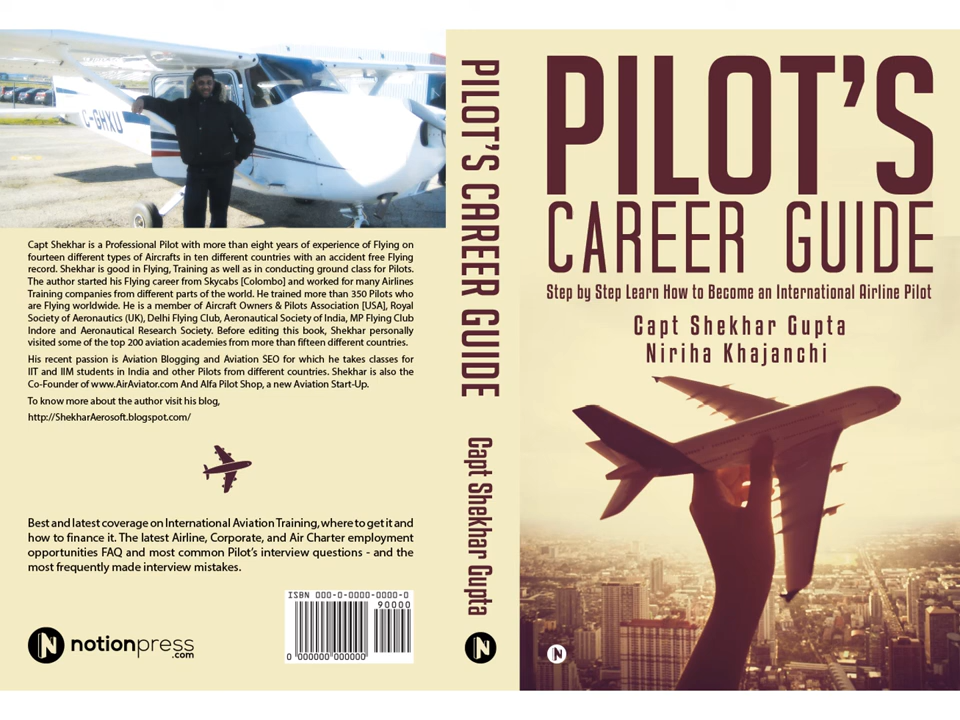 C-GHXU
Capt Shekhar is a Professional Pilot with more than eight years of experience of Flying on
fourteen different types of Aircrafts in ten different countries with an accident free Flying
record. Shekhar is good in Flying, Training as well as in conducting ground class for Pilots.
The author started his Flying career from Skycabs [Colombo] and worked for many Airlines
Training companies from different parts of the world. He trained more than 350 Pilots who
are Flying worldwide. He is a member of Aircraft Owners & Pilots Association [USA], Royal
Society of Aeronautics (UK), Delhi Flying Club, Aeronautical Society of India, MP Flying Club
Indore and Aeronautical Research Society. Before editing this book, Shekhar personally
visited some of the top 200 aviation academies from more than fifteen different countries.
His recent passion is Aviation Blogging and Aviation SEO for which he takes classes for
IIT and IIM students in India and other Pilots from different countries. Shekhar is also the
Co-Founder of www.AirAviator.com And Alfa Pilot Shop, a new Aviation Start-Up.
To know more about the author visit his blog,
http://ShekharAerosoft.blogspot.com/
Best and latest coverage on International Aviation Training, where to get it and
how to finance it. The latest Airline, Corporate, and Air Charter employment
opportunities FAQ and most common Pilot's interview questions - and the
most frequently made interview mistakes.
N notionpress
.com
ISBN 000-0-0000-0000-0
90000
0 000000 000000
PILOT'S CAREER GUIDE
Capt Shekhar Gupta
N
PILOT'S
CAREER GUIDE
Step by Step Learn How to Become an International Airline Pilot
Capt Shekhar Gupta
Niriha Khajanchi
N